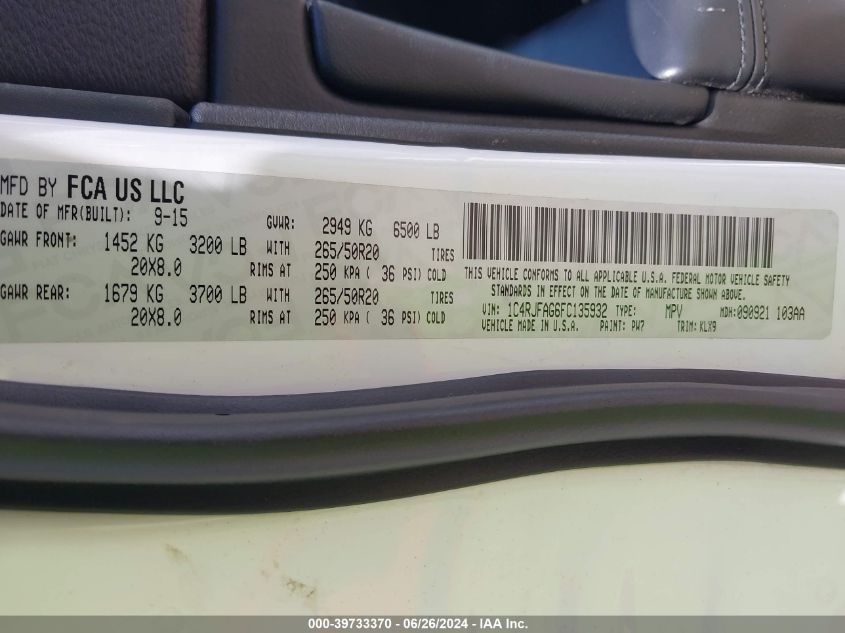 MFD BY FCA US LLC
DATE OF MFR(BUILT): 9-15 GVWR: 2949 KG 6500 LB
GAWR FRONT: 1452 KG 3200 LB WITH 265/50R20 TIRES
20X8.0 RIMS AT 250 KPA ( 36 PSI) COLD
GAWR REAR: 1679 KG 3700 LB WITH 265/50R20 TIRES
20X8.0 RIMS AT 250 KPA ( 36 PSI) COLD
THIS VEHICLE CONFORMS TO ALL APPLICABLE U.S.A. FEDERAL MOTOR VEHICLE SAFETY
STANDARDS IN EFFECT ON THE DATE OF MANUFACTURE SHOWN ABOVE.
VIN: 1C4RJFAG6FC135932 TYPE: MPV MDH: 090921 103AA
VEHICLE MADE IN U.S.A. PAINT: PW7 TRIM: KLX9
000-39733370 - 06/26/2024 - IAA Inc.